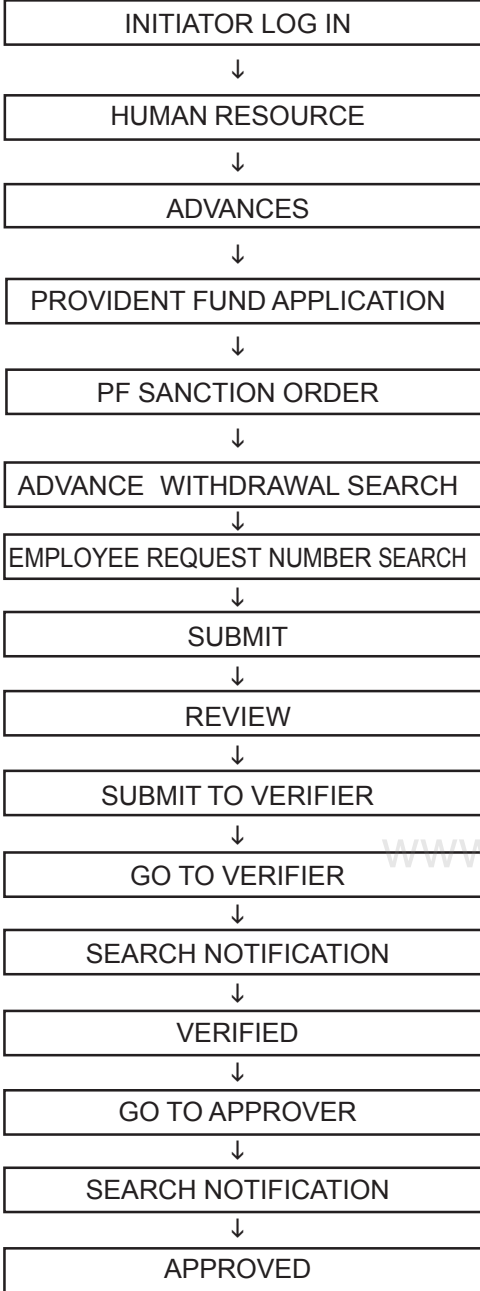 INITIATOR LOG IN
↓
HUMAN RESOURCE
↓
ADVANCES
↓
PROVIDENT FUND APPLICATION
↓
PF SANCTION ORDER
↓
ADVANCE WITHDRAWAL SEARCH
↓
EMPLOYEE REQUEST NUMBER SEARCH
↓
SUBMIT
↓
REVIEW
↓
SUBMIT TO VERIFIER
↓
www
GO TO VERIFIER
↓
SEARCH NOTIFICATION
↓
VERIFIED
↓
GO TO APPROVER
↓
SEARCH NOTIFICATION
↓
APPROVED